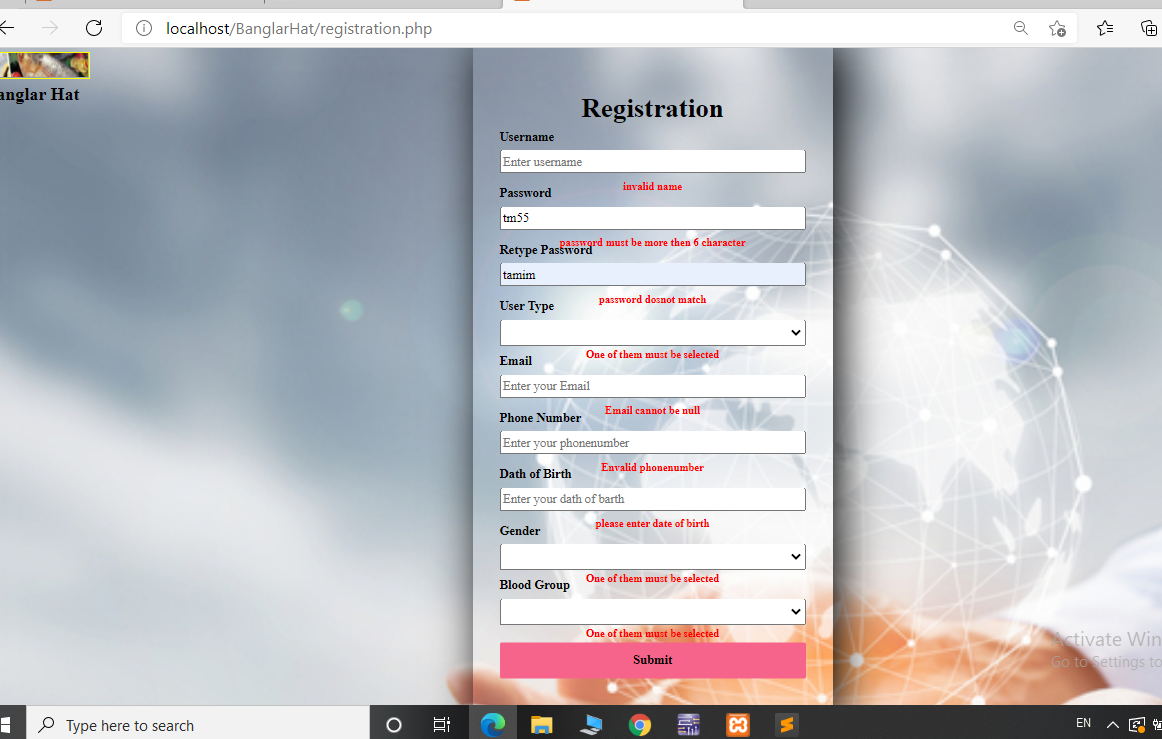 localhost/BanglarHat/registration.php
anglar Hat
Registration
Username
Enter username
invalid name
Password
tm55
password must be more then 6 character
Retype Password
tamim
password dosnot match
User Type
One of them must be selected
Email
Enter your Email
Email cannot be null
Phone Number
Enter your phonenumber
Envalid phonenumber
Dath of Birth
Enter your dath of barth
please enter date of birth
Gender
One of them must be selected
Blood Group
One of them must be selected
Submit
Activate Win
Go to Settings to
Type here to search
EN